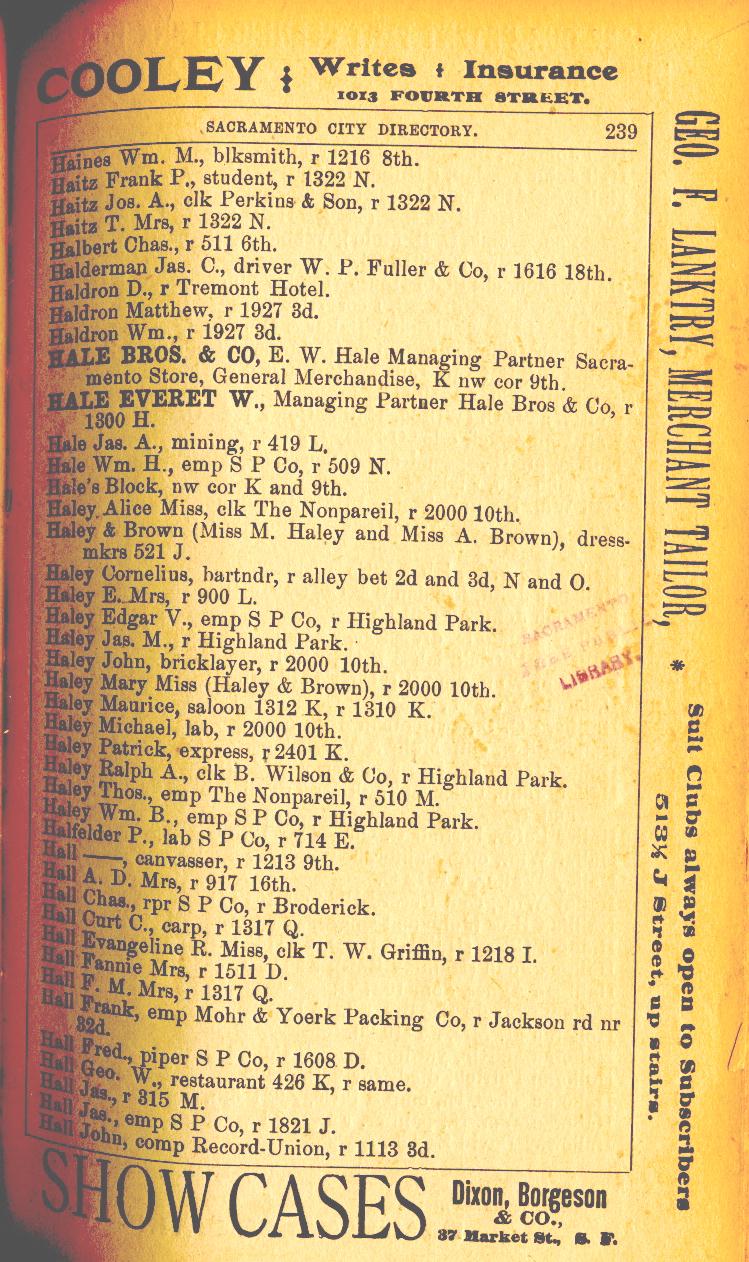 COOLEY : Writes : Insurance
1013 FOURTH STREET.
SACRAMENTO CITY DIRECTORY. 239
Haines Wm. M., blksmith, r 1216 8th.
Haitz Frank P., student, r 1322 N.
Haitz Jos. A., clk Perkins & Son, r 1322 N.
Haitz T. Mrs, r 1322 N.
Halbert Chas., r 511 6th.
Halderman Jas. C., driver W. P. Fuller & Co, r 1616 18th.
Haldron D., r Tremont Hotel.
Haldron Matthew, r 1927 3d.
Haldron Wm., r 1927 3d.
HALE BROS. & CO, E. W. Hale Managing Partner Sacra-
mento Store, General Merchandise, K nw cor 9th.
HALE EVERET W., Managing Partner Hale Bros & Co, r
1300 H.
Hale Jas. A., mining, r 419 L.
Hale Wm. H., emp S P Co, r 509 N.
Hale's Block, nw cor K and 9th.
Haley Alice Miss, clk The Nonpareil, r 2000 10th.
Haley & Brown (Miss M. Haley and Miss A. Brown), dress-
mkrs 521 J.
Haley Cornelius, bartndr, r alley bet 2d and 3d, N and O.
Haley E. Mrs, r 900 L.
Haley Edgar V., emp S P Co, r Highland Park.
Haley Jas. M., r Highland Park.
Haley John, bricklayer, r 2000 10th.
Haley Mary Miss (Haley & Brown), r 2000 10th.
Haley Maurice, saloon 1312 K, r 1310 K.
Haley Michael, lab, r 2000 10th.
Haley Patrick, express, r 2401 K.
Haley Ralph A., clk B. Wilson & Co, r Highland Park.
Haley Thos., emp The Nonpareil, r 510 M.
Haley Wm. B., emp S P Co, r Highland Park.
Halfelder P., lab S P Co, r 714 E.
Hall ——, canvasser, r 1213 9th.
Hall A. D. Mrs, r 917 16th.
Hall Chas., rpr S P Co, r Broderick.
Hall Curt C., carp, r 1317 Q.
Hall Evangeline R. Miss, clk T. W. Griffin, r 1218 I.
Hall Fannie Mrs, r 1511 D.
Hall F. M. Mrs, r 1317 Q.
Hall Frank, emp Mohr & Yoerk Packing Co, r Jackson rd nr
32d.
Hall Fred., piper S P Co, r 1608 D.
Hall Geo. W., restaurant 426 K, r same.
Hall Jas., r 315 M.
Hall Jas., emp S P Co, r 1821 J.
Hall John, comp Record-Union, r 1113 3d.
SACRAMENTO
LIBRARY.
GEO. F. LANKTRY, MERCHANT TAILOR, * Suit Clubs always open to Subscribers
513½ J Street, up stairs.
SHOW CASES Dixon, Borgeson
& CO.,
37 Market St., S. F.